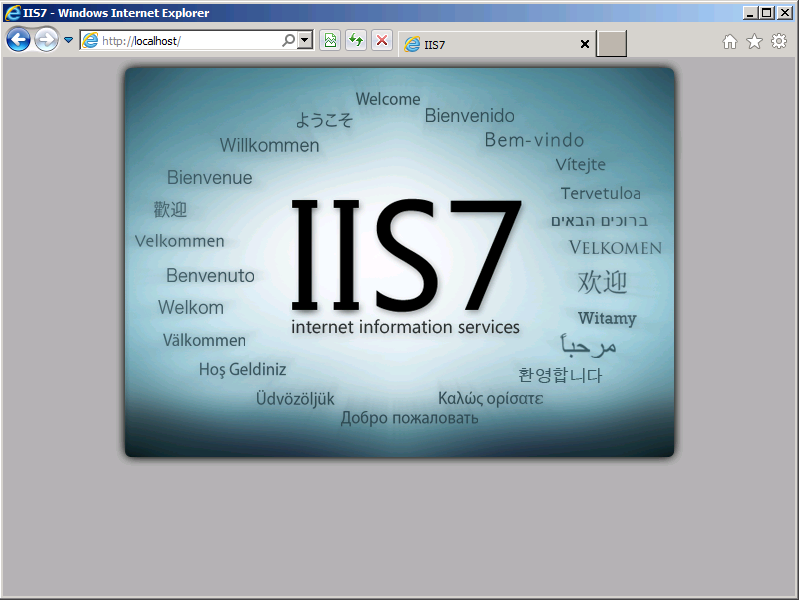 IIS7 - Windows Internet Explorer
http://localhost/
IIS7
Welcome
ようこそ
Bienvenido
Willkommen
Bem-vindo
Vítejte
Bienvenue
Tervetuloa
歡迎
ברוכים הבאים
Velkommen
VELKOMEN
Benvenuto
欢迎
Welkom
Witamy
Välkommen
مرحباً
Hoş Geldiniz
환영합니다
Üdvözöljük
Καλώς ορίσατε
Добро пожаловать
IIS7
internet information services